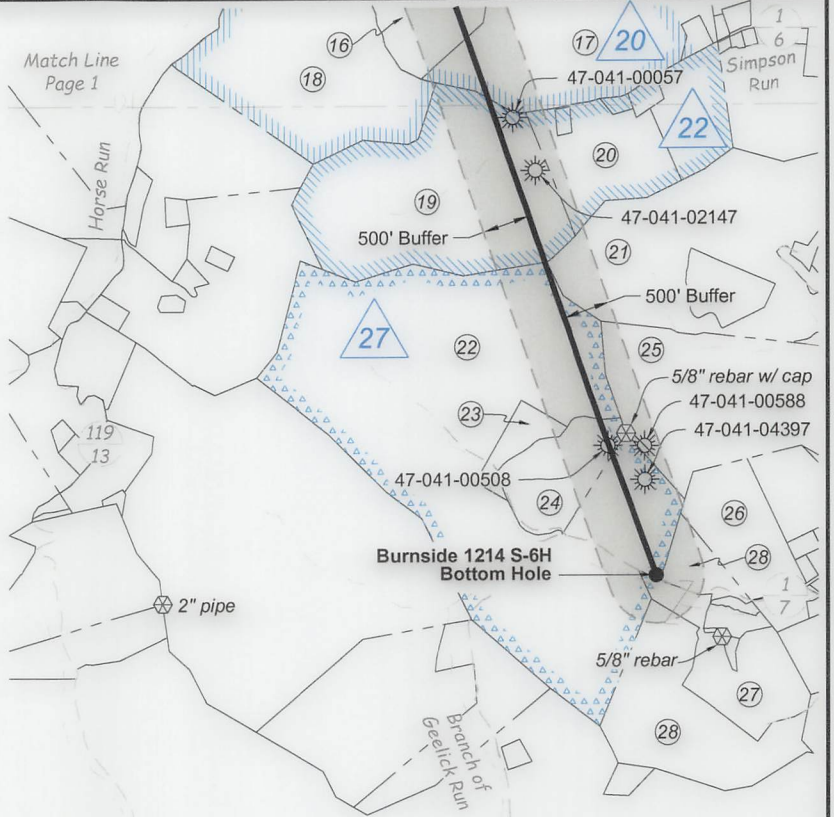 16
17
20
1
6
Simpson
Run
Match Line
Page 1
18
47-041-00057
22
20
Horse Run
19
47-041-02147
500' Buffer
21
500' Buffer
27
22
25
5/8" rebar w/ cap
47-041-00588
23
47-041-04397
119
13
47-041-00508
24
26
Burnside 1214 S-6H
Bottom Hole
28
1
7
2" pipe
5/8" rebar
27
28
Branch of
Geelick Run